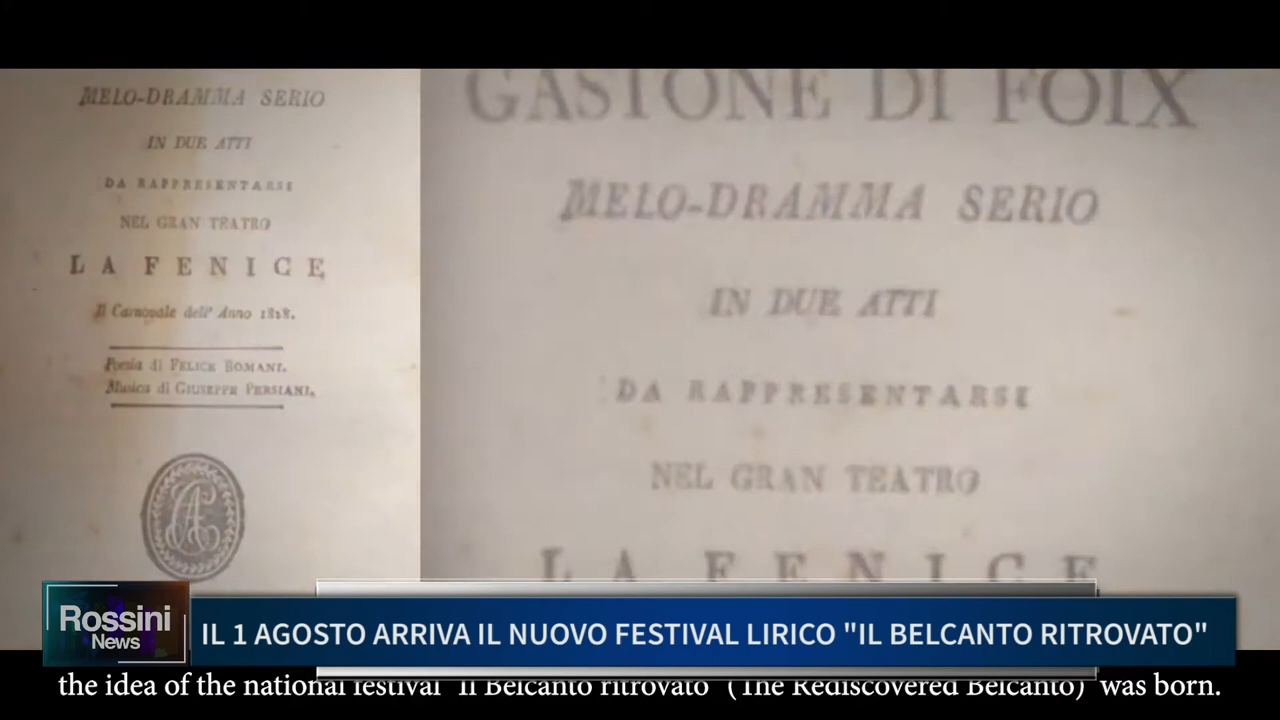 MELO-DRAMMA SERIO
IN DUE ATTI
DA RAPPRESENTARSI
NEL GRAN TEATRO
LA FENICE
Il Carnovale dell' Anno 1828.
Poesia di FELICE ROMANI.
Musica di GIUSEPPE PERSIANI.
GASTONE DI FOIX
MELO-DRAMMA SERIO
IN DUE ATTI
DA RAPPRESENTARSI
NEL GRAN TEATRO
LA FENICE
Rossini
News
IL 1 AGOSTO ARRIVA IL NUOVO FESTIVAL LIRICO "IL BELCANTO RITROVATO"
the idea of the national festival "Il Belcanto ritrovato" (The Rediscovered Belcanto) was born.